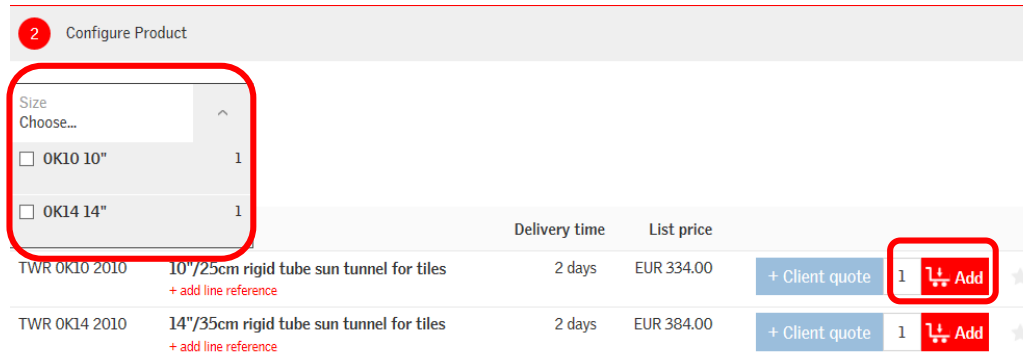 2 Configure Product
Size
Choose...
0K10 10" 1
0K14 14" 1
Delivery time List price
TWR 0K10 2010 10"/25cm rigid tube sun tunnel for tiles 2 days EUR 334.00 + Client quote 1 Add
+ add line reference
TWR 0K14 2010 14"/35cm rigid tube sun tunnel for tiles 2 days EUR 384.00 + Client quote 1 Add
+ add line reference